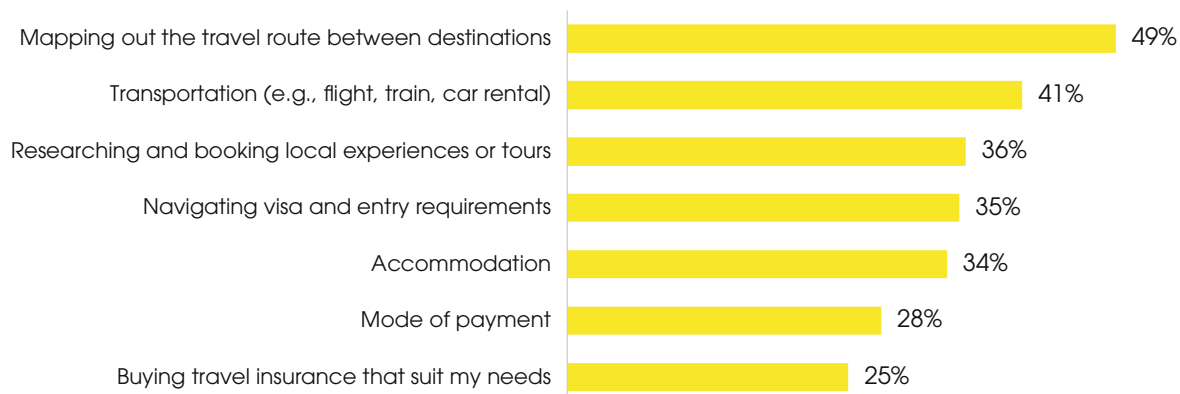 Mapping out the travel route between destinations 49%
Transportation (e.g., flight, train, car rental) 41%
Researching and booking local experiences or tours 36%
Navigating visa and entry requirements 35%
Accommodation 34%
Mode of payment 28%
Buying travel insurance that suit my needs 25%